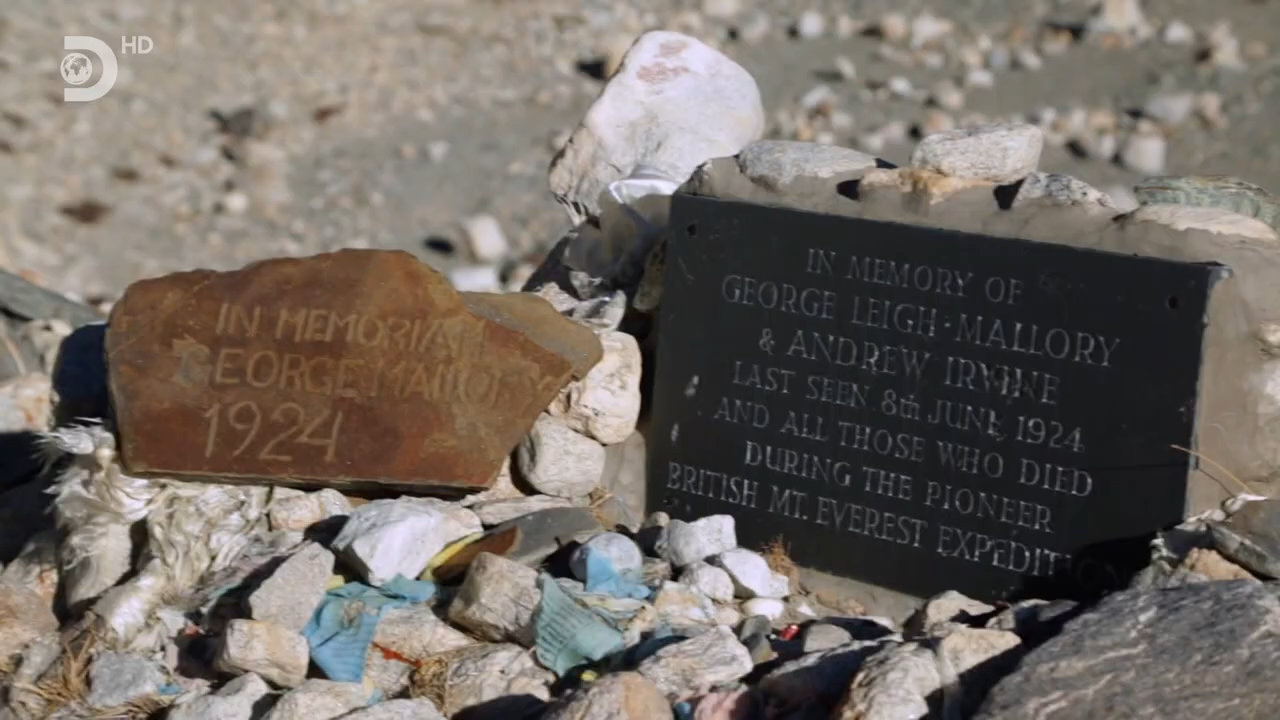 HD
IN MEMORIAM
GEORGE MALLORY
1924
IN MEMORY OF
GEORGE LEIGH-MALLORY
& ANDREW IRVINE
LAST SEEN 8th JUNE, 1924
AND ALL THOSE WHO DIED
DURING THE PIONEER
BRITISH MT. EVEREST EXPEDITION